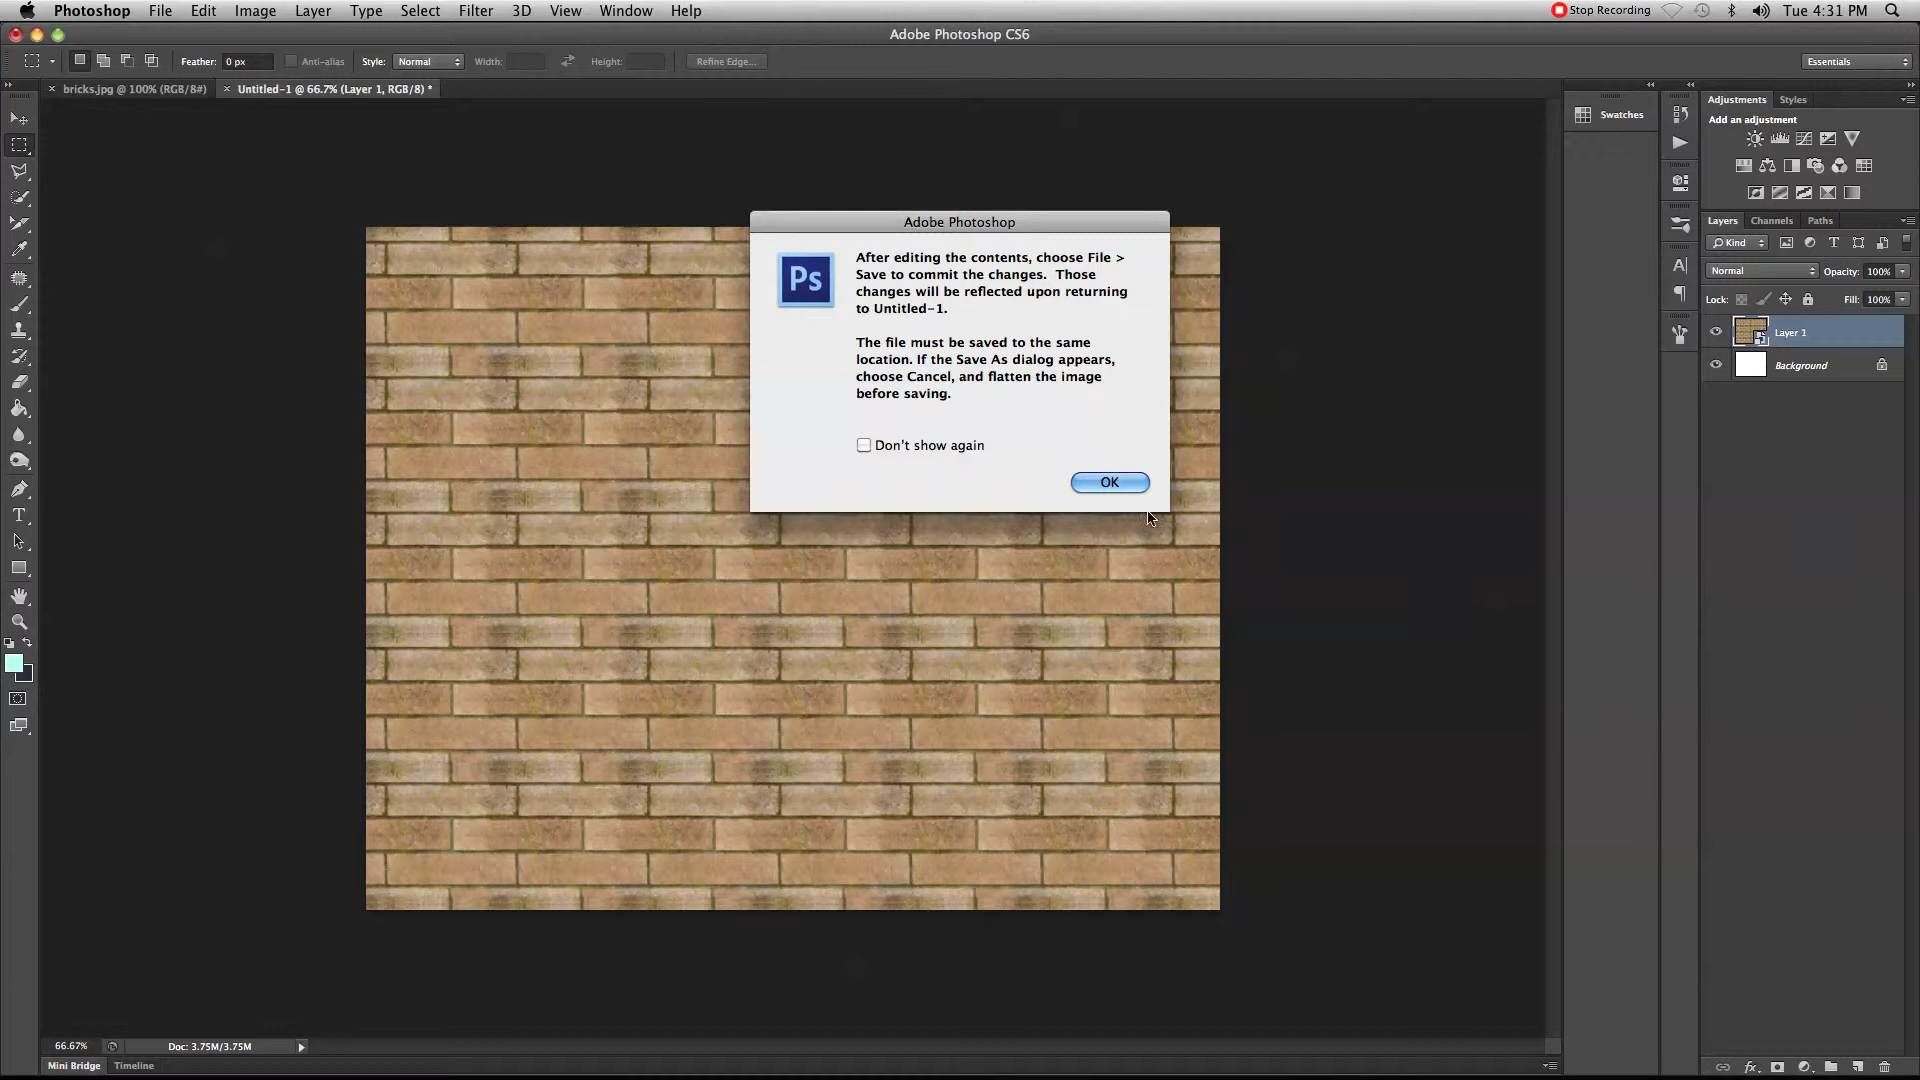 Photoshop File Edit Image Layer Type Select Filter 3D View Window Help Stop Recording Tue 4:31 PM
Adobe Photoshop CS6
Feather: 0 px Anti-alias Style: Normal Width: Height: Refine Edge... Essentials
× bricks.jpg @ 100% (RGB/8#) × Untitled-1 @ 66.7% (Layer 1, RGB/8) *
Swatches
Adjustments Styles
Add an adjustment
Layers Channels Paths
Kind
Normal Opacity: 100%
Lock: Fill: 100%
Layer 1
Background
Adobe Photoshop
Ps
After editing the contents, choose File >
Save to commit the changes. Those
changes will be reflected upon returning
to Untitled-1.
The file must be saved to the same
location. If the Save As dialog appears,
choose Cancel, and flatten the image
before saving.
Don't show again
OK
66.67% Doc: 3.75M/3.75M
Mini Bridge Timeline